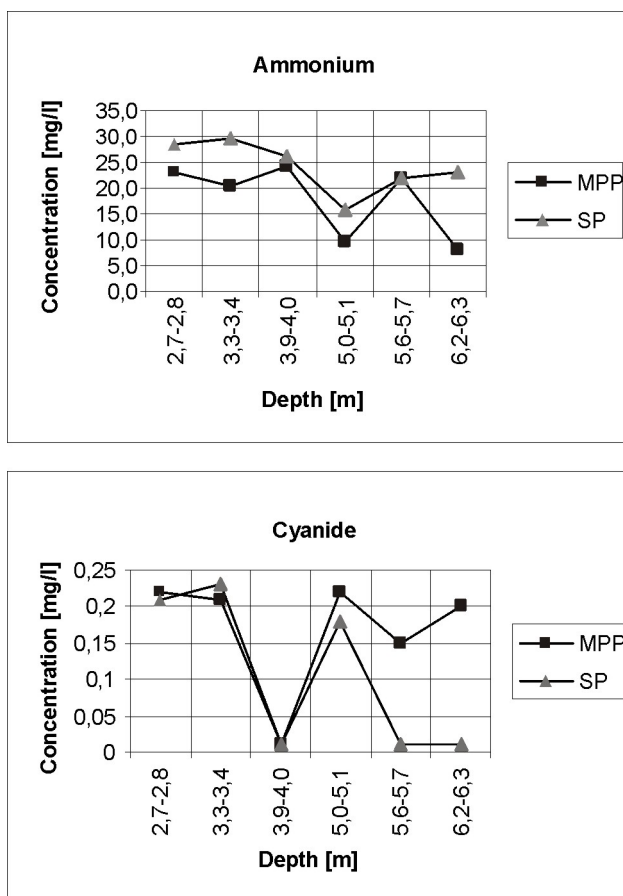 Ammonium
Concentration [mg/l]
35,0
30,0
25,0
20,0
15,0
10,0
5,0
0,0
2,7-2,8
3,3-3,4
3,9-4,0
5,0-5,1
5,6-5,7
6,2-6,3
Depth [m]
MPP
SP
Cyanide
Concentration [mg/l]
0,25
0,2
0,15
0,1
0,05
0
2,7-2,8
3,3-3,4
3,9-4,0
5,0-5,1
5,6-5,7
6,2-6,3
Depth [m]
MPP
SP